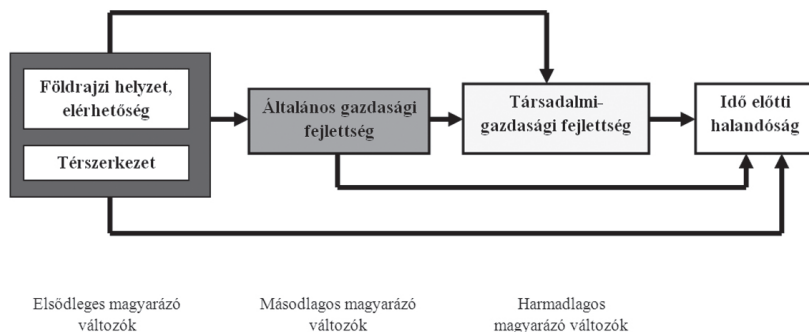 Földrajzi helyzet,
elérhetőség
Térszerkezet
Általános gazdasági
fejlettség
Társadalmi-
gazdasági fejlettség
Idő előtti
halandóság
Elsődleges magyarázó
változók
Másodlagos magyarázó
változók
Harmadlagos
magyarázó változók